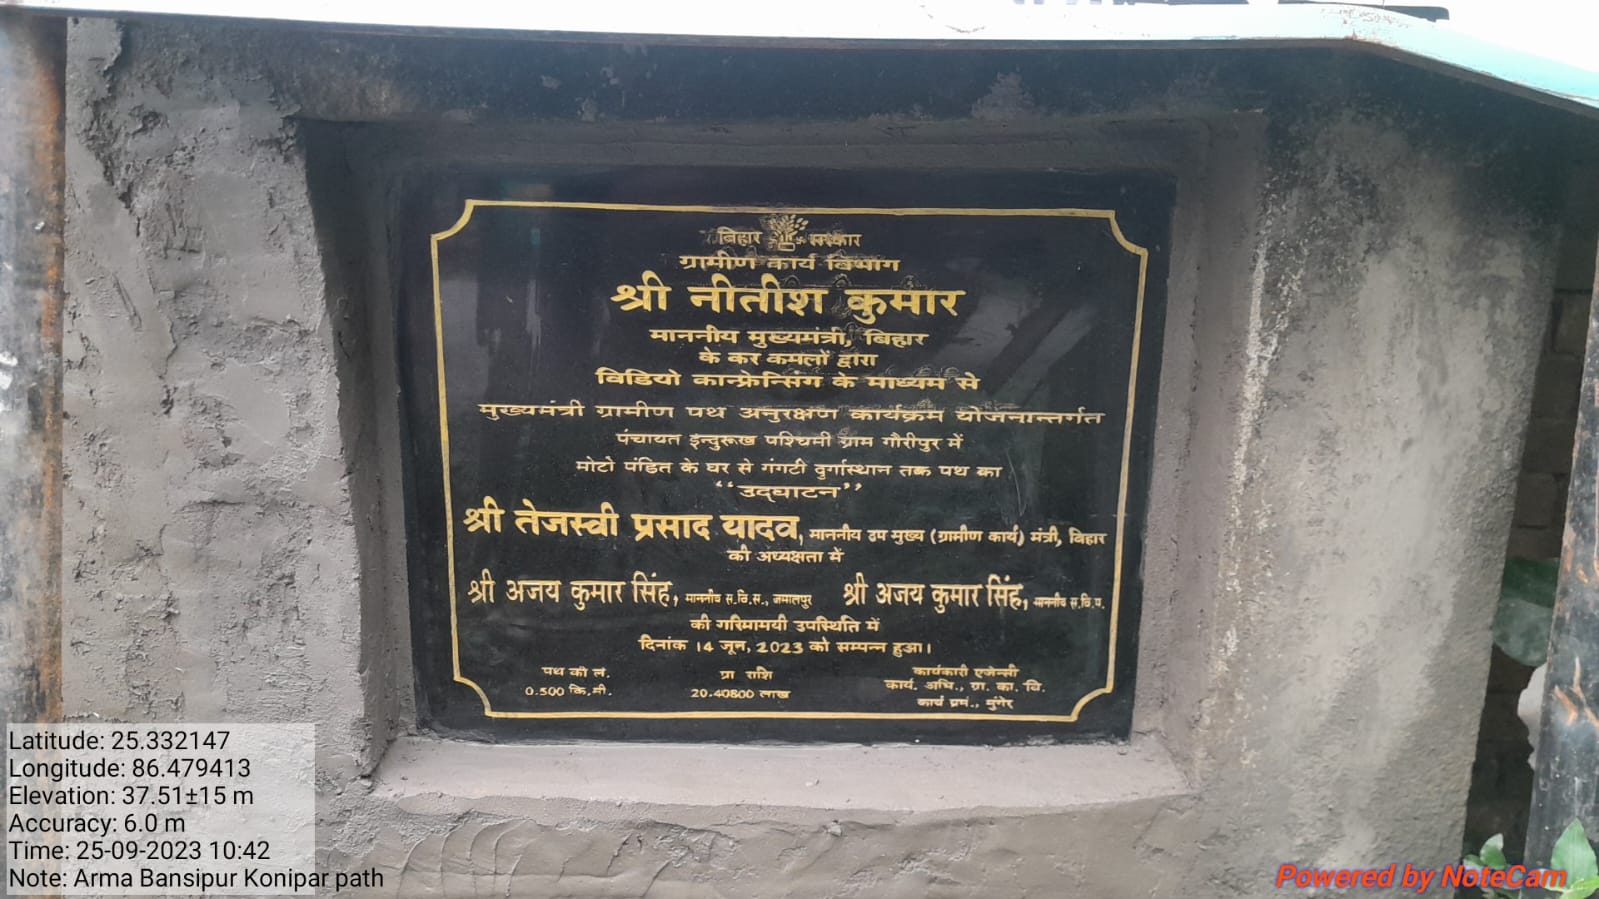 बिहार सरकार
ग्रामीण कार्य विभाग
श्री नीतीश कुमार
माननीय मुख्यमंत्री, बिहार
के कर कमलों द्वारा
विडियो कान्फ्रेन्सिंग के माध्यम से
मुख्यमंत्री ग्रामीण पथ अनुरक्षण कार्यक्रम योजनान्तर्गत
पंचायत इन्दुरूख पश्चिमी ग्राम गौरीपुर में
मोटो पंडित के घर से गंगटी दुर्गास्थान तक पथ का
“उद्घाटन”
श्री तेजस्वी प्रसाद यादव, माननीय उप मुख्य (ग्रामीण कार्य) मंत्री, बिहार
की अध्यक्षता में
श्री अजय कुमार सिंह, माननीय स.वि.स., जमालपुर श्री अजय कुमार सिंह, माननीय स.वि.प.
की गरिमामयी उपस्थिति में
दिनांक 14 जून, 2023 को सम्पन्न हुआ।
पथ की लं. प्रा राशि कार्यकारी एजेन्सी
0.500 कि.मी. 20.40800 लाख कार्य. अभि., ग्रा. का. वि.
कार्य प्रमं., मुंगेर
Latitude: 25.332147
Longitude: 86.479413
Elevation: 37.51±15 m
Accuracy: 6.0 m
Time: 25-09-2023 10:42
Note: Arma Bansipur Konipar path
Powered by NoteCam